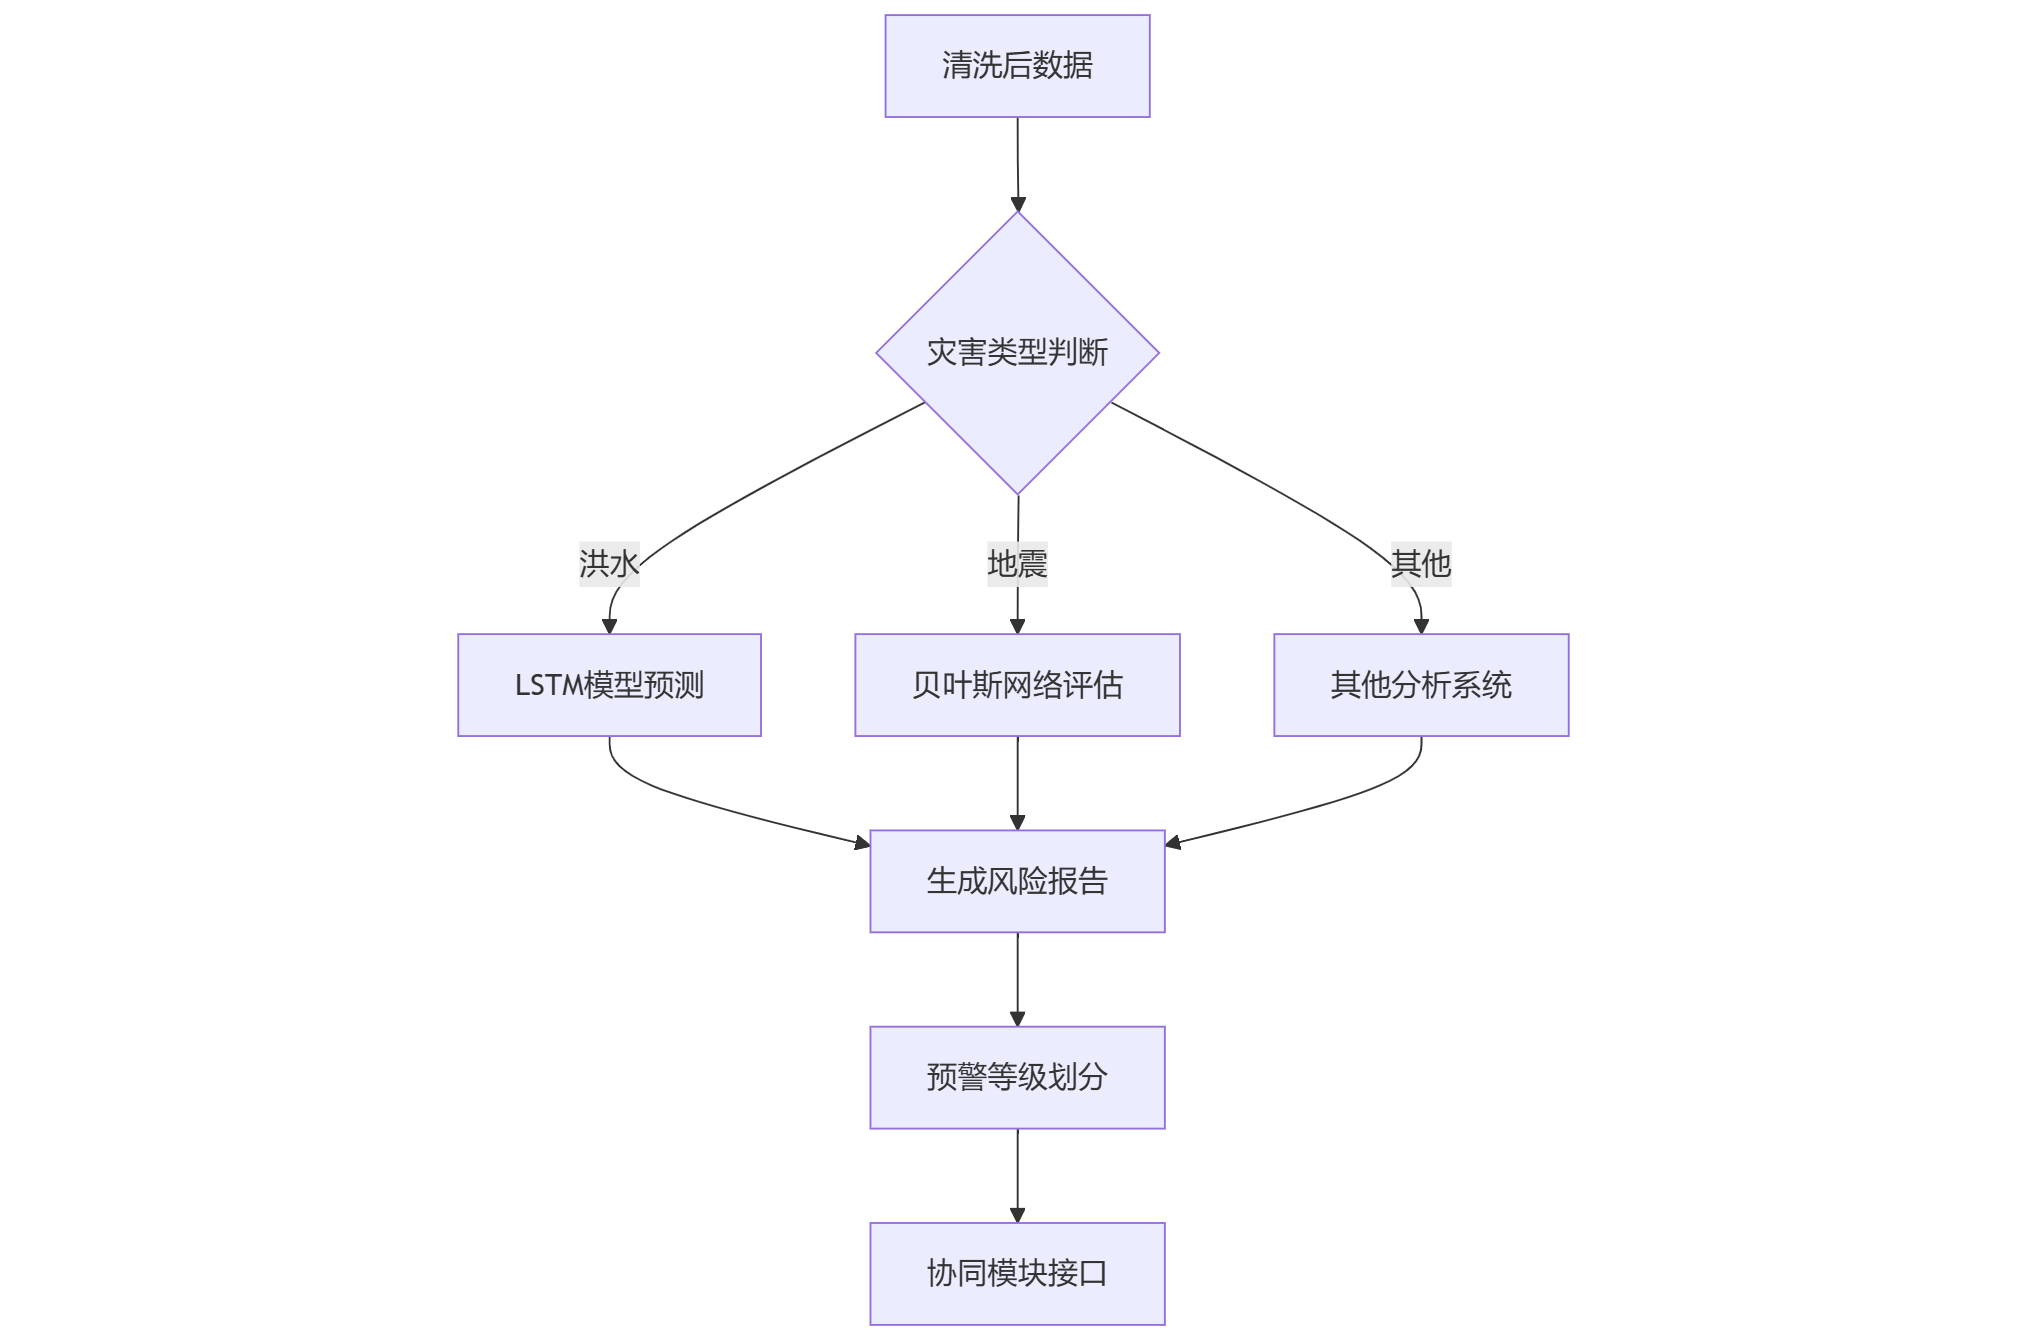 清洗后数据
灾害类型判断
洪水
地震
其他
LSTM模型预测
贝叶斯网络评估
其他分析系统
生成风险报告
预警等级划分
协同模块接口